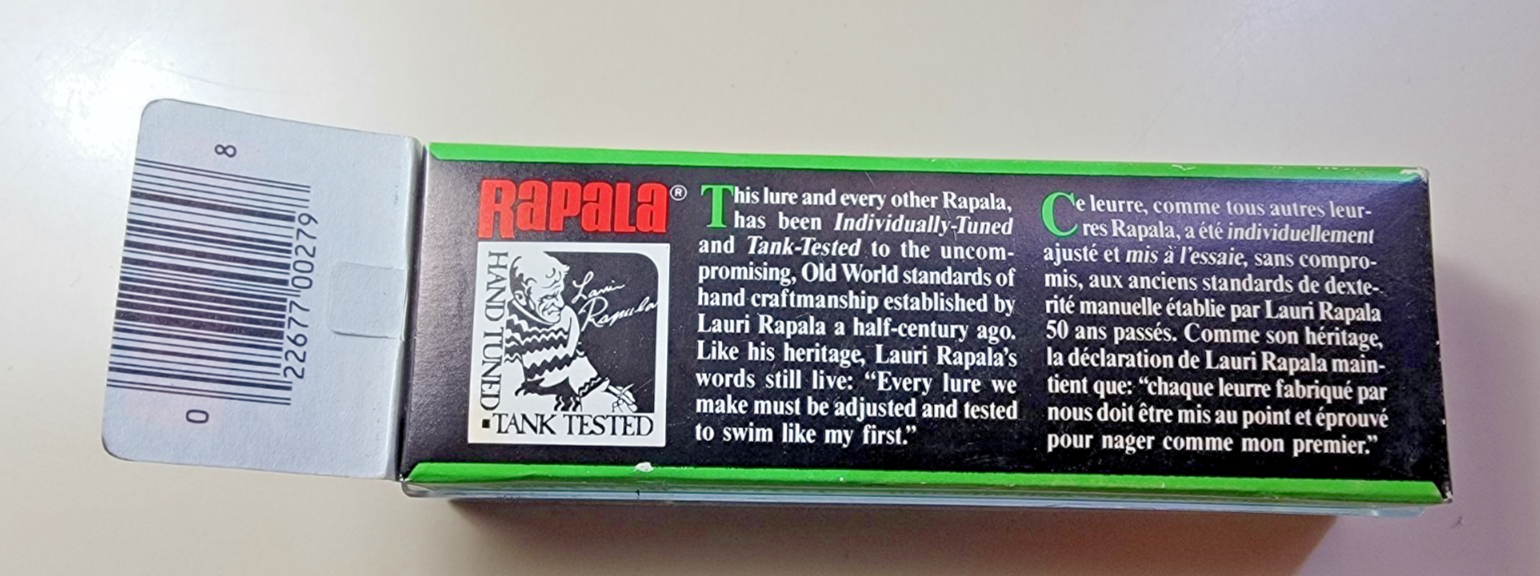 8
22677 00279
0
RAPALA®
HAND TUNED
Lauri
Rapala
▪TANK TESTED
This lure and every other Rapala,
has been Individually-Tuned
and Tank-Tested to the uncom-
promising, Old World standards of
hand craftmanship established by
Lauri Rapala a half-century ago.
Like his heritage, Lauri Rapala's
words still live: “Every lure we
make must be adjusted and tested
to swim like my first.”
Ce leurre, comme tous autres leur-
res Rapala, a été individuellement
ajusté et mis à l'essaie, sans compro-
mis, aux anciens standards de dexte-
rité manuelle établie par Lauri Rapala
50 ans passés. Comme son héritage,
la déclaration de Lauri Rapala main-
tient que: “chaque leurre fabriqué par
nous doit être mis au point et éprouvé
pour nager comme mon premier.”